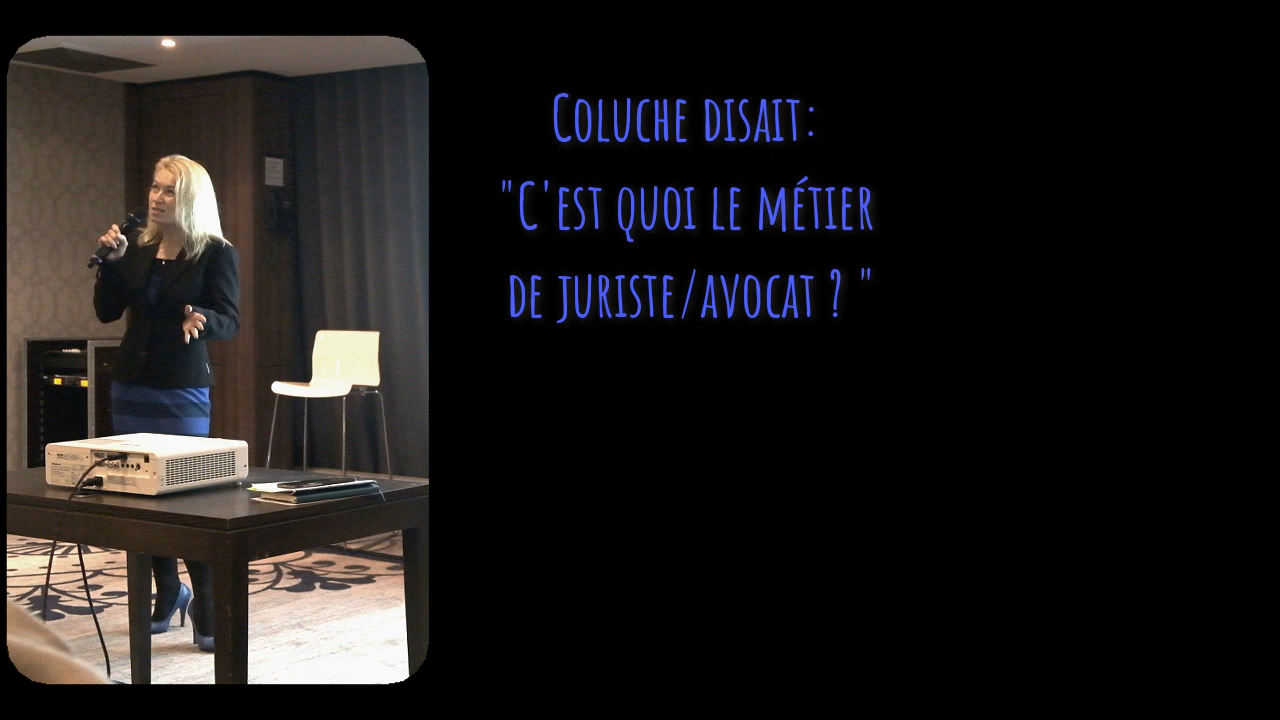 Coluche disait:
"C'est quoi le métier
de juriste/avocat ? "